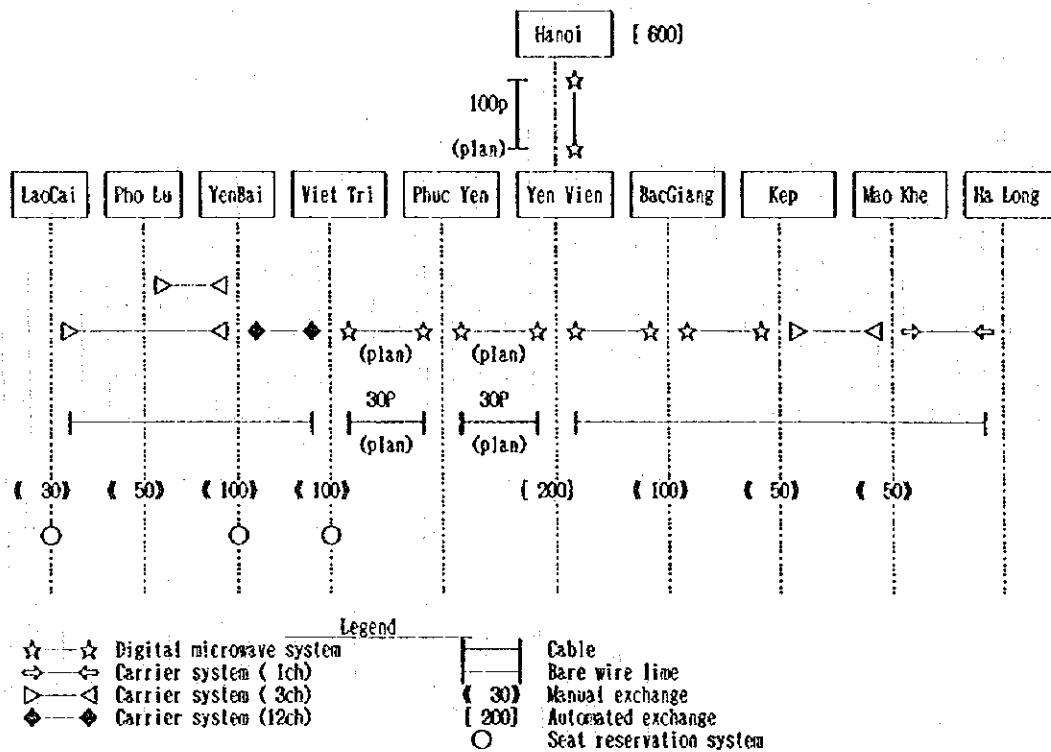 Hanoi [ 600]
100p
(plan)
LaoCai Pho Lu YenBai Viet Tri Phuc Yen Yen Vien BacGiang Kep Mao Khe Ha Long
(plan) (plan)
30P 30P
(plan) (plan)
( 30) ( 50) ( 100) ( 100) [ 200] ( 100) ( 50) ( 50)
Legend
Digital microwave system
Carrier system ( 1ch)
Carrier system ( 3ch)
Carrier system (12ch)
Cable
Bare wire lime
( 30) Manual exchange
[ 200] Automated exchange
Seat reservation system